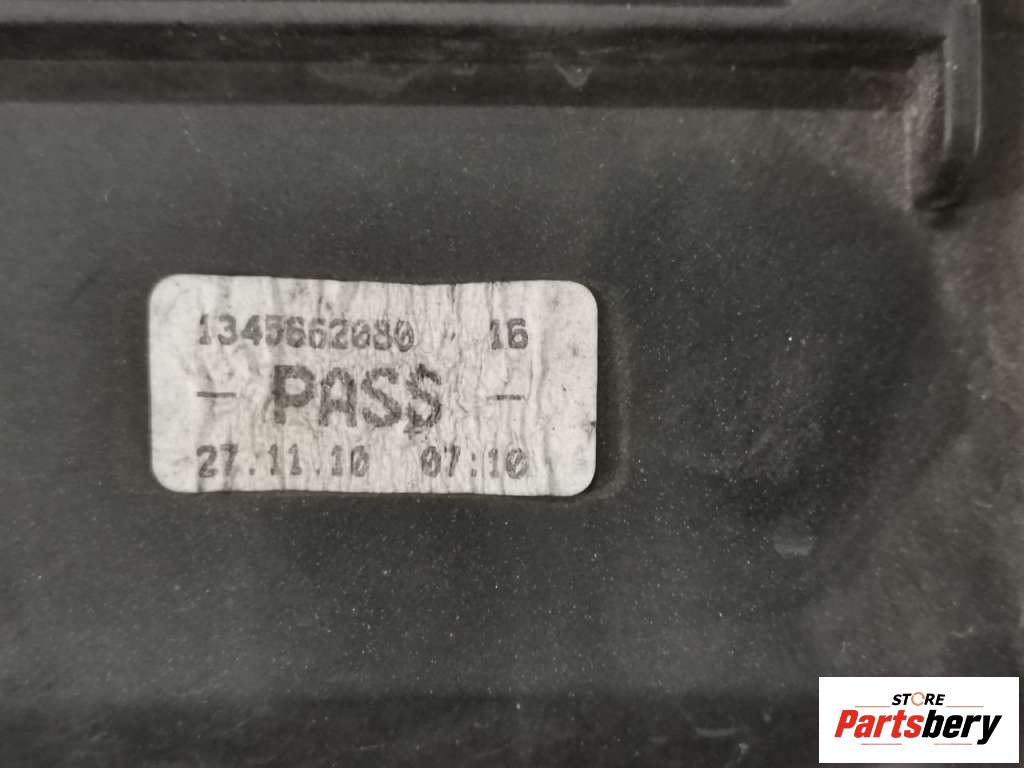 1345662080 16
- PASS -
27.11.10 07:10
STORE
Partsbery